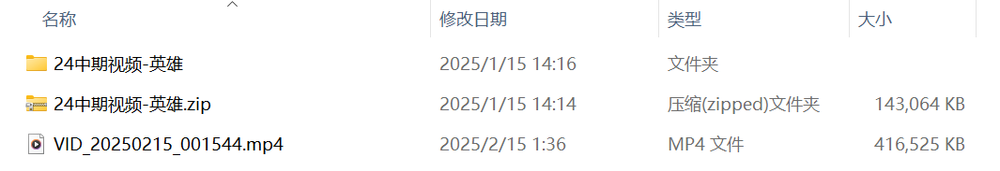 名称 修改日期 类型 大小
24中期视频-英雄 2025/1/15 14:16 文件夹
24中期视频-英雄.zip 2025/1/15 14:14 压缩(zipped)文件夹 143,064 KB
VID_20250215_001544.mp4 2025/2/15 1:36 MP4 文件 416,525 KB